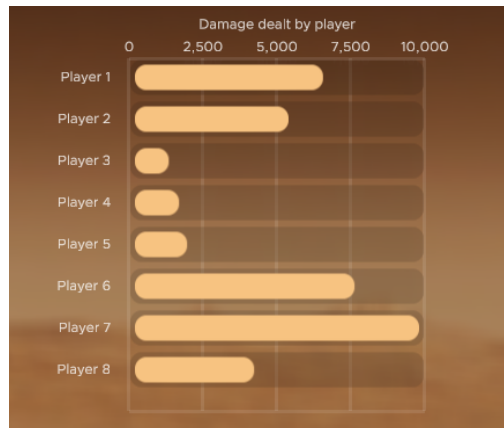 Damage dealt by player
0 2,500 5,000 7,500 10,000
Player 1
Player 2
Player 3
Player 4
Player 5
Player 6
Player 7
Player 8